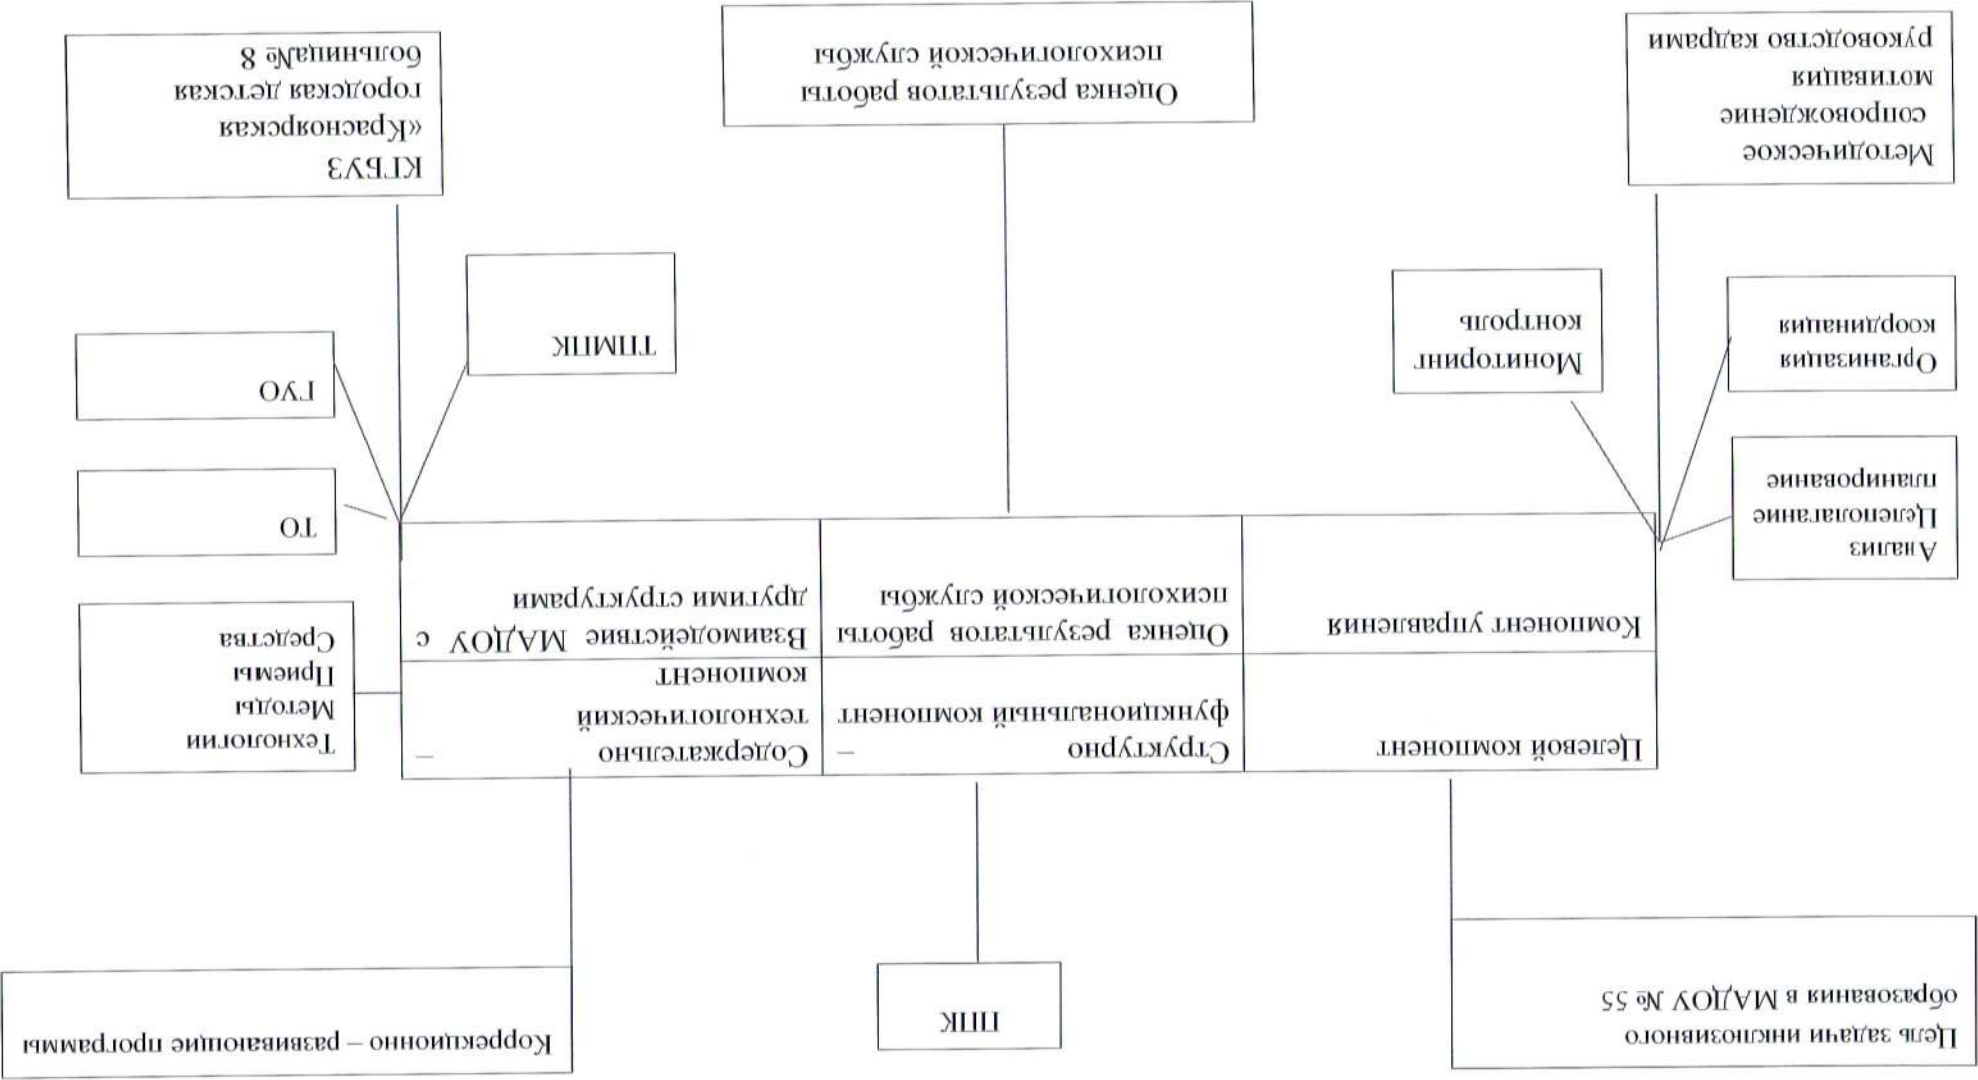 Цель задачи инклюзивного
образования в МАДОУ № 55
ППК
Коррекционно – развивающие программы
Целевой компонент
Структурно –
функциональный компонент
Содержательно –
технологический
компонент
Компонент управления
Оценка результатов работы
психологической службы
Взаимодействие МАДОУ с
другими структурами
Технологии
Методы
Приемы
Средства
Анализ
Целеполагание
планирование
ТО
Организация
координация
Мониторинг
контроль
ТПМПК
ГУО
Методическое
сопровождение
мотивация
руководство кадрами
Оценка результатов работы
психологической службы
КГБУЗ
«Красноярская
городская детская
больница№ 8